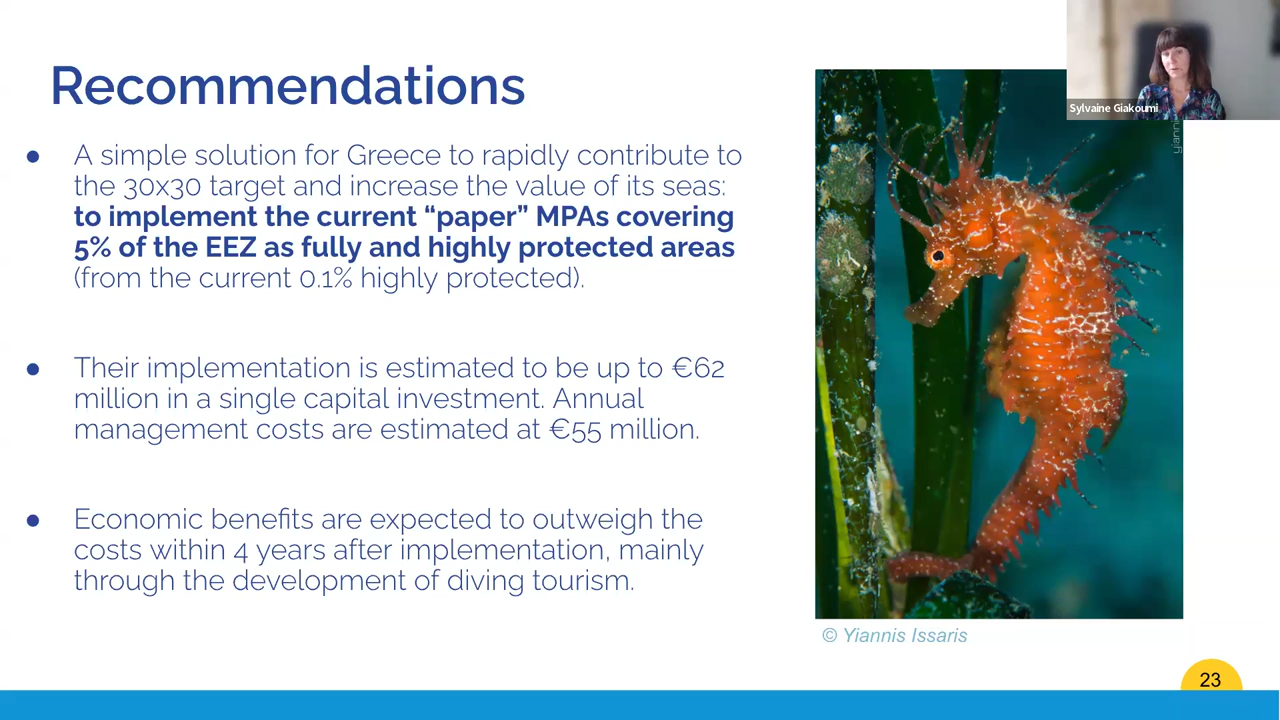 Sylvaine Giakoumi
Recommendations
● A simple solution for Greece to rapidly contribute to
the 30x30 target and increase the value of its seas:
to implement the current “paper” MPAs covering
5% of the EEZ as fully and highly protected areas
(from the current 0.1% highly protected).
● Their implementation is estimated to be up to €62
million in a single capital investment. Annual
management costs are estimated at €55 million.
● Economic benefits are expected to outweigh the
costs within 4 years after implementation, mainly
through the development of diving tourism.
© Yiannis Issaris
23